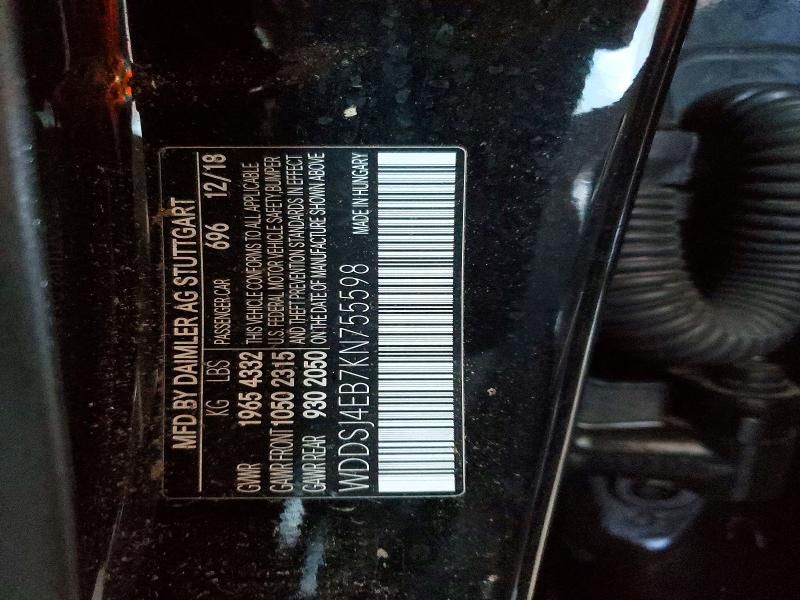 MFD BY DAIMLER AG STUTTGART
KG LBS PASSENGER CAR 696 12/18
GVWR 1965 4332 THIS VEHICLE CONFORMS TO ALL APPLICABLE
GAWR FRONT 1050 2315 U.S. FEDERAL MOTOR VEHICLE SAFETY, BUMPER
AND THEFT PREVENTION STANDARDS IN EFFECT
GAWR REAR 930 2050 ON THE DATE OF MANUFACTURE SHOWN ABOVE
WDDSJ4EB7KN755598 MADE IN HUNGARY